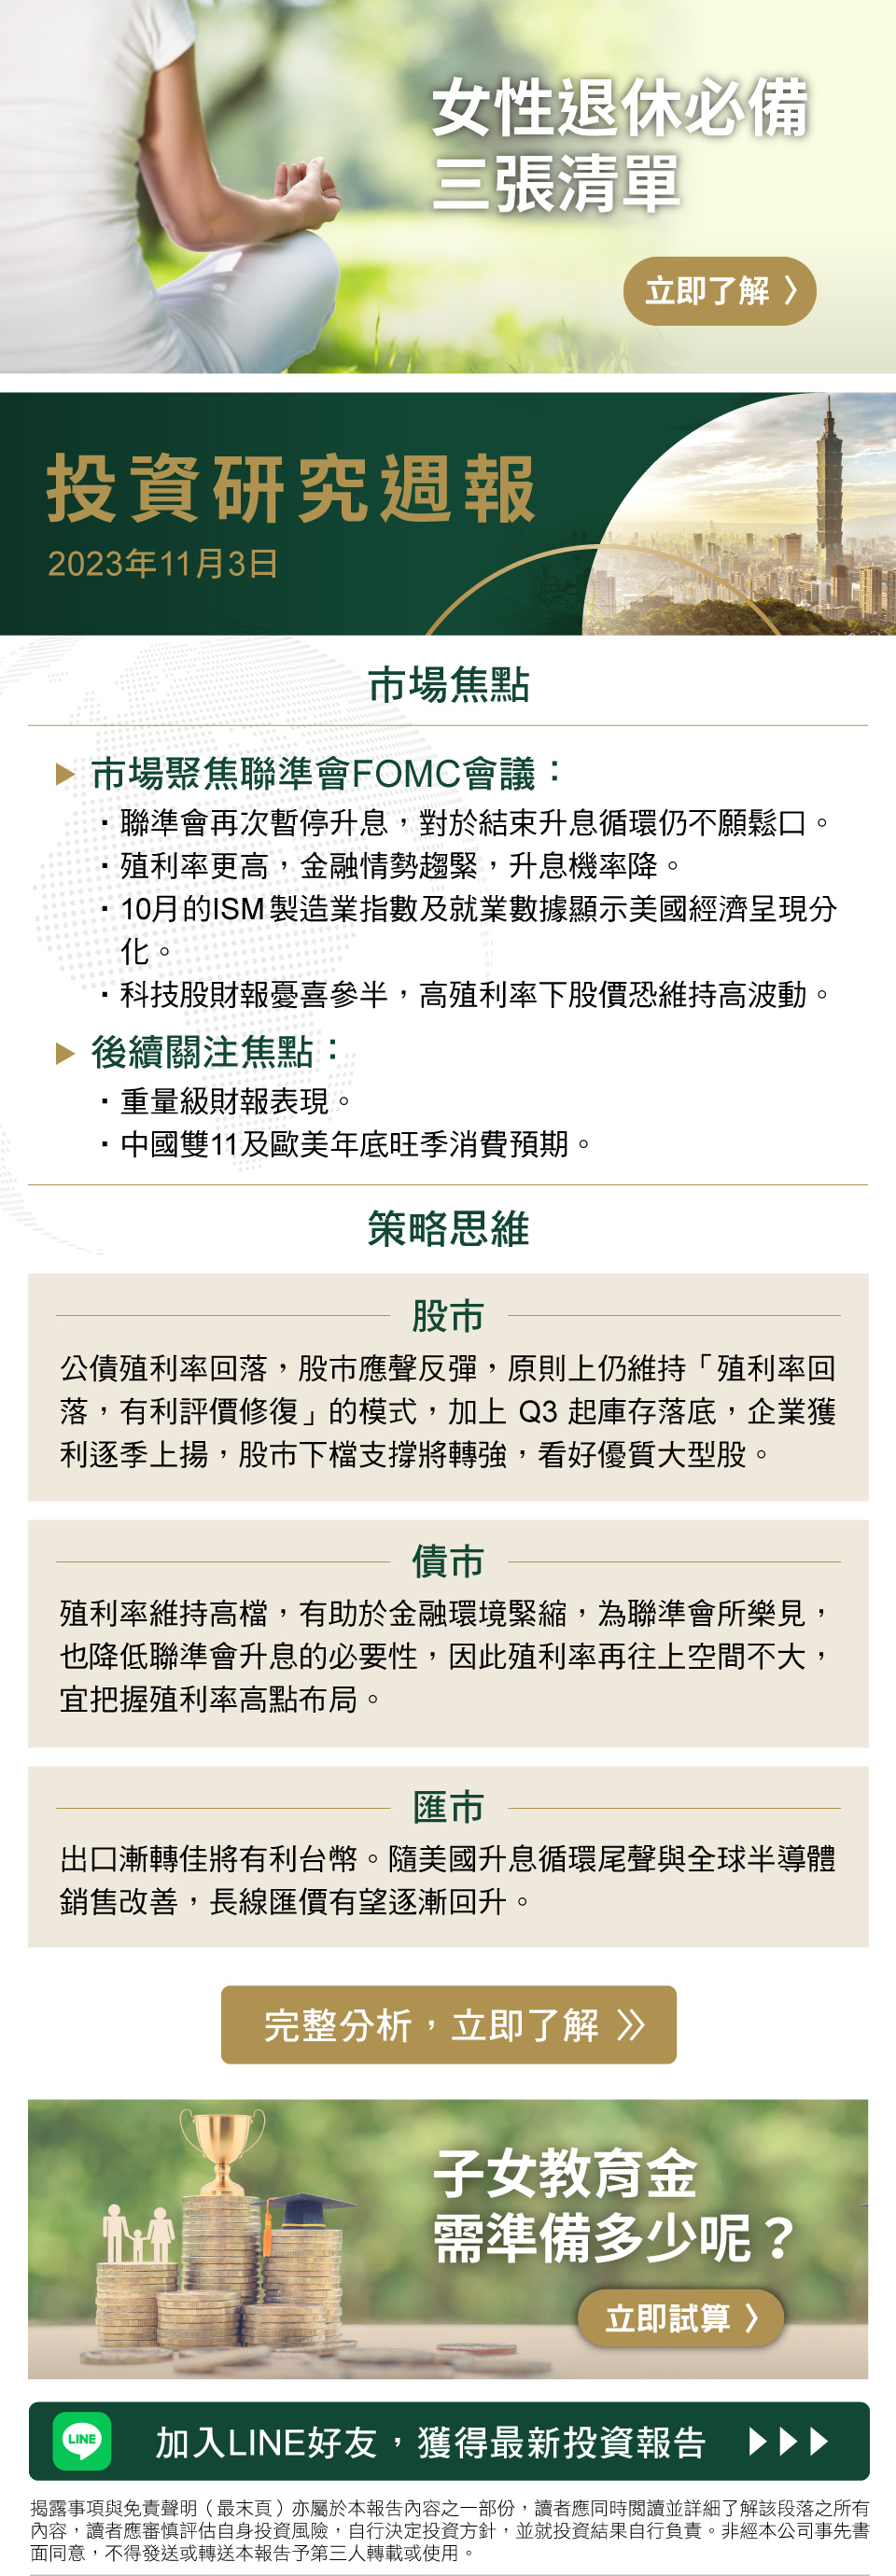 女性退休必備
三張清單
立即了解 〉
投資研究週報
2023年11月3日
市場焦點
▶ 市場聚焦聯準會FOMC會議：
・聯準會再次暫停升息，對於結束升息循環仍不願鬆口。
・殖利率更高，金融情勢趨緊，升息機率降。
・10月的ISM製造業指數及就業數據顯示美國經濟呈現分
化。
・科技股財報憂喜參半，高殖利率下股價恐維持高波動。
▶ 後續關注焦點：
・重量級財報表現。
・中國雙11及歐美年底旺季消費預期。
策略思維
股市
公債殖利率回落，股市應聲反彈，原則上仍維持「殖利率回
落，有利評價修復」的模式，加上 Q3 起庫存落底，企業獲
利逐季上揚，股市下檔支撐將轉強，看好優質大型股。
債市
殖利率維持高檔，有助於金融環境緊縮，為聯準會所樂見，
也降低聯準會升息的必要性，因此殖利率再往上空間不大，
宜把握殖利率高點布局。
匯市
出口漸轉佳將有利台幣。隨美國升息循環尾聲與全球半導體
銷售改善，長線匯價有望逐漸回升。
完整分析，立即了解 》
子女教育金
需準備多少呢？
立即試算 〉
LINE
加入LINE好友，獲得最新投資報告 ▶▶▶
揭露事項與免責聲明（最末頁）亦屬於本報告內容之一部份，讀者應同時閱讀並詳細了解該段落之所有
內容，讀者應審慎評估自身投資風險，自行決定投資方針，並就投資結果自行負責。非經本公司事先書
面同意，不得發送或轉送本報告予第三人轉載或使用。